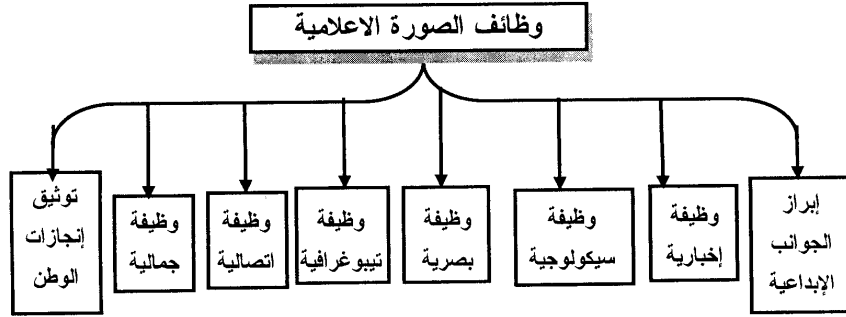 وظائف الصورة الاعلامية
إبراز
الجوانب
الإبداعية
وظيفة
إخبارية
وظيفة
سيكولوجية
وظيفة
بصرية
وظيفة
تيبوغرافية
وظيفة
اتصالية
وظيفة
جمالية
توثيق
إنجازات
الوطن